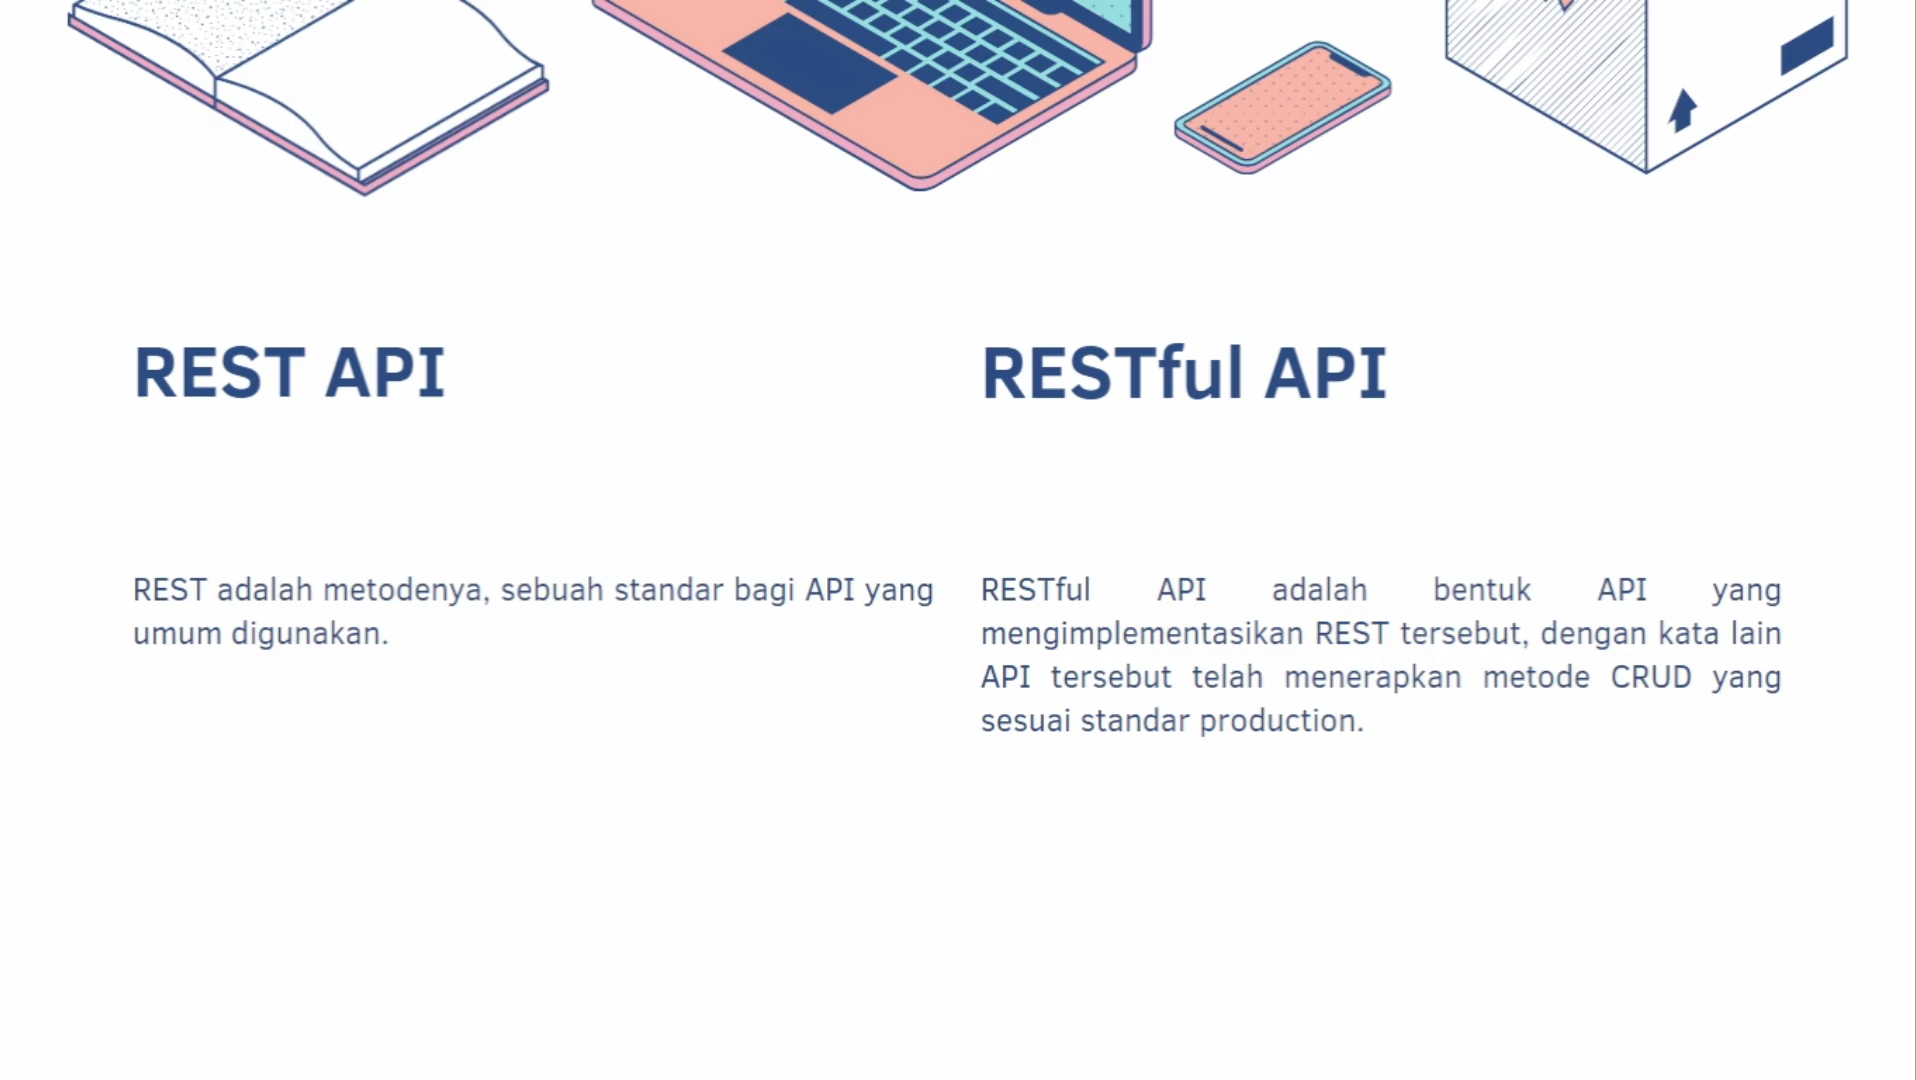 REST API
REST adalah metodenya, sebuah standar bagi API yang
umum digunakan.
RESTful API
RESTful API adalah bentuk API yang
mengimplementasikan REST tersebut, dengan kata lain
API tersebut telah menerapkan metode CRUD yang
sesuai standar production.